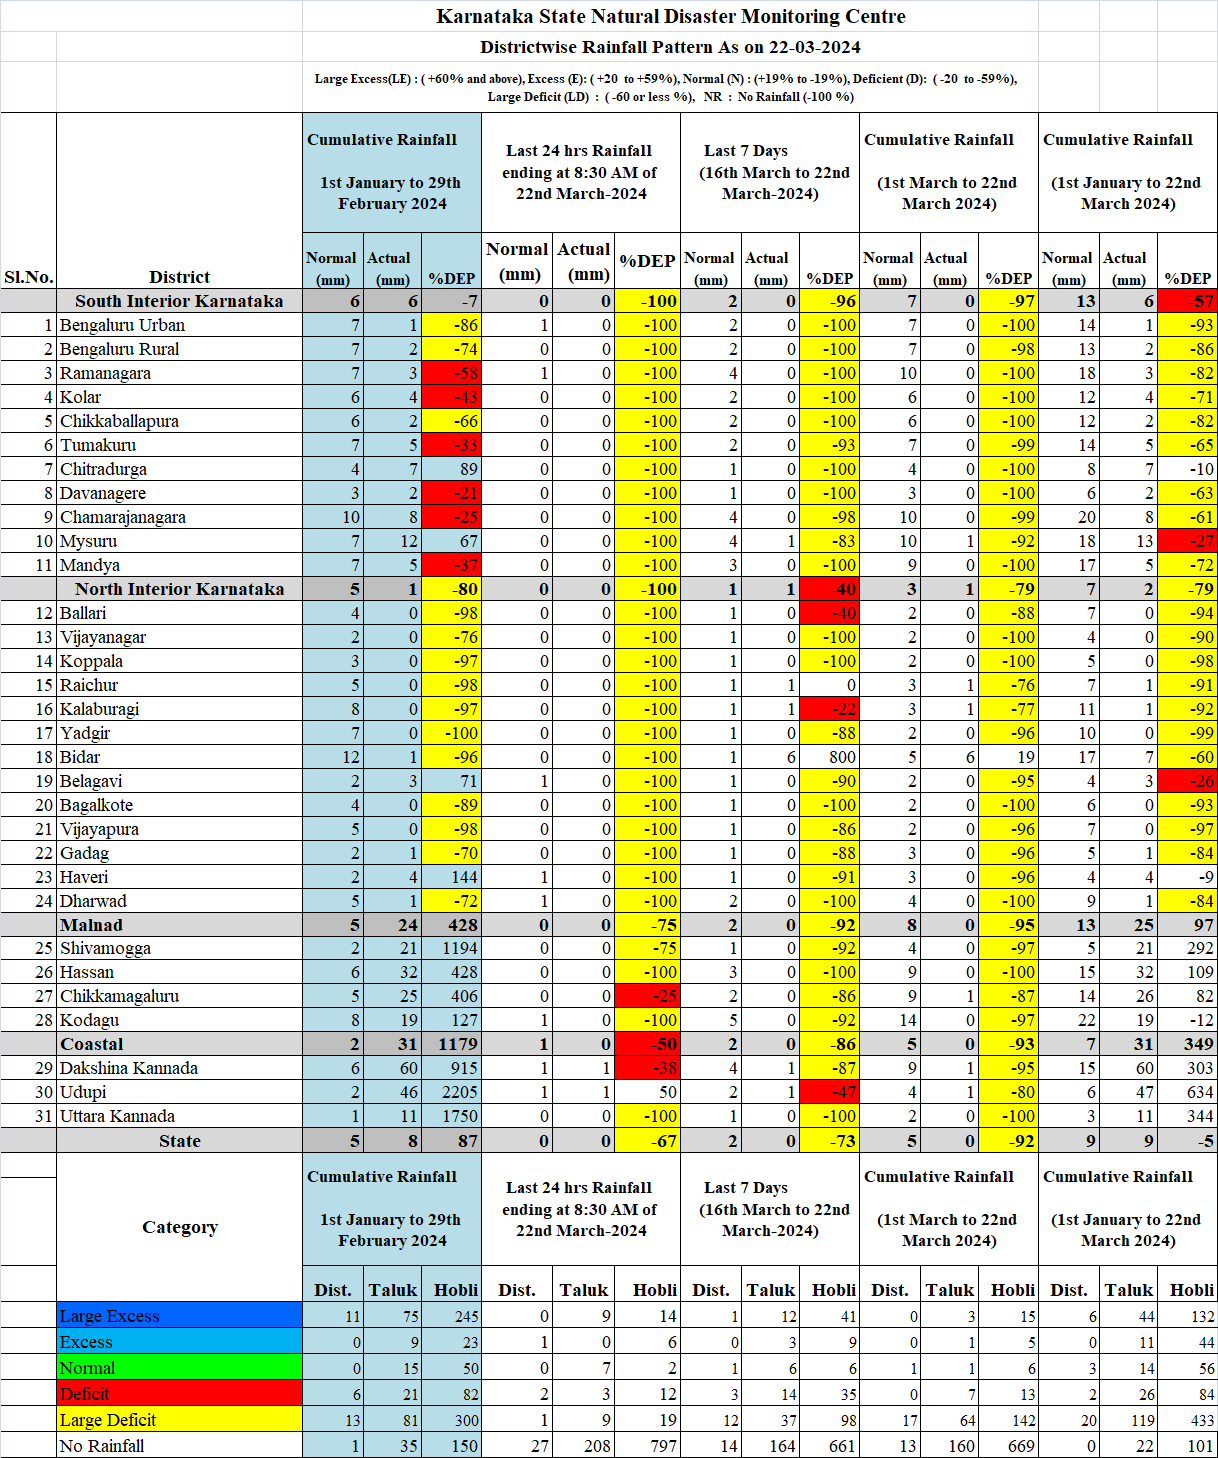 Karnataka State Natural Disaster Monitoring Centre
Districtwise Rainfall Pattern As on 22-03-2024
Large Excess(LE) : ( +60% and above), Excess (E): ( +20 to +59%), Normal (N) : (+19% to -19%), Deficient (D): ( -20 to -59%),
Large Deficit (LD) : ( -60 or less %), NR : No Rainfall (-100 %)
Sl.No. District Cumulative Rainfall 1st January to 29th February 2024 Last 24 hrs Rainfall ending at 8:30 AM of 22nd March-2024 Last 7 Days (16th March to 22nd March-2024) Cumulative Rainfall (1st March to 22nd March 2024) Cumulative Rainfall (1st January to 22nd March 2024)
Normal (mm) Actual (mm) %DEP Normal (mm) Actual (mm) %DEP Normal (mm) Actual (mm) %DEP Normal (mm) Actual (mm) %DEP Normal (mm) Actual (mm) %DEP
South Interior Karnataka 6 6 -7 0 0 -100 2 0 -96 7 0 -97 13 6 -57
1 Bengaluru Urban 7 1 -86 1 0 -100 2 0 -100 7 0 -100 14 1 -93
2 Bengaluru Rural 7 2 -74 0 0 -100 2 0 -100 7 0 -98 13 2 -86
3 Ramanagara 7 3 -58 1 0 -100 4 0 -100 10 0 -100 18 3 -82
4 Kolar 6 4 -43 0 0 -100 2 0 -100 6 0 -100 12 4 -71
5 Chikkaballapura 6 2 -66 0 0 -100 2 0 -100 6 0 -100 12 2 -82
6 Tumakuru 7 5 -33 0 0 -100 2 0 -93 7 0 -99 14 5 -65
7 Chitradurga 4 7 89 0 0 -100 1 0 -100 4 0 -100 8 7 -10
8 Davanagere 3 2 -21 0 0 -100 1 0 -100 3 0 -100 6 2 -63
9 Chamarajanagara 10 8 -25 0 0 -100 4 0 -98 10 0 -99 20 8 -61
10 Mysuru 7 12 67 0 0 -100 4 1 -83 10 1 -92 18 13 -27
11 Mandya 7 5 -37 0 0 -100 3 0 -100 9 0 -100 17 5 -72
North Interior Karnataka 5 1 -80 0 0 -100 1 1 -40 3 1 -79 7 2 -79
12 Ballari 4 0 -98 0 0 -100 1 0 -40 2 0 -88 7 0 -94
13 Vijayanagar 2 0 -76 0 0 -100 1 0 -100 2 0 -100 4 0 -90
14 Koppala 3 0 -97 0 0 -100 1 0 -100 2 0 -100 5 0 -98
15 Raichur 5 0 -98 0 0 -100 1 1 0 3 1 -76 7 1 -91
16 Kalaburagi 8 0 -97 0 0 -100 1 1 -22 3 1 -77 11 1 -92
17 Yadgir 7 0 -100 0 0 -100 1 0 -88 2 0 -96 10 0 -99
18 Bidar 12 1 -96 0 0 -100 1 6 800 5 6 19 17 7 -60
19 Belagavi 2 3 71 1 0 -100 1 0 -90 2 0 -95 4 3 -26
20 Bagalkote 4 0 -89 0 0 -100 1 0 -100 2 0 -100 6 0 -93
21 Vijayapura 5 0 -98 0 0 -100 1 0 -86 2 0 -96 7 0 -97
22 Gadag 2 1 -70 0 0 -100 1 0 -88 3 0 -96 5 1 -84
23 Haveri 2 4 144 1 0 -100 1 0 -91 3 0 -96 4 4 -9
24 Dharwad 5 1 -72 1 0 -100 2 0 -100 4 0 -100 9 1 -84
Malnad 5 24 428 0 0 -75 2 0 -92 8 0 -95 13 25 97
25 Shivamogga 2 21 1194 0 0 -75 1 0 -92 4 0 -97 5 21 292
26 Hassan 6 32 428 0 0 -100 3 0 -100 9 0 -100 15 32 109
27 Chikkamagaluru 5 25 406 0 0 -25 2 0 -86 9 1 -87 14 26 82
28 Kodagu 8 19 127 1 0 -100 5 0 -92 14 0 -97 22 19 -12
Coastal 2 31 1179 1 0 -50 2 0 -86 5 0 -93 7 31 349
29 Dakshina Kannada 6 60 915 1 1 -38 4 1 -87 9 1 -95 15 60 303
30 Udupi 2 46 2205 1 1 50 2 1 -47 4 1 -80 6 47 634
31 Uttara Kannada 1 11 1750 0 0 -100 1 0 -100 2 0 -100 3 11 344
State 5 8 87 0 0 -67 2 0 -73 5 0 -92 9 9 -5
Category Cumulative Rainfall 1st January to 29th February 2024 Last 24 hrs Rainfall ending at 8:30 AM of 22nd March-2024 Last 7 Days (16th March to 22nd March-2024) Cumulative Rainfall (1st March to 22nd March 2024) Cumulative Rainfall (1st January to 22nd March 2024)
Dist. Taluk Hobli Dist. Taluk Hobli Dist. Taluk Hobli Dist. Taluk Hobli Dist. Taluk Hobli
Large Excess 11 75 245 0 9 14 1 12 41 0 3 15 6 44 132
Excess 0 9 23 1 0 6 0 3 9 0 1 5 0 11 44
Normal 0 15 50 0 7 2 1 6 6 1 1 6 3 14 56
Deficit 6 21 82 2 3 12 3 14 35 0 7 13 2 26 84
Large Deficit 13 81 300 1 9 19 12 37 98 17 64 142 20 119 433
No Rainfall 1 35 150 27 208 797 14 164 661 13 160 669 0 22 101